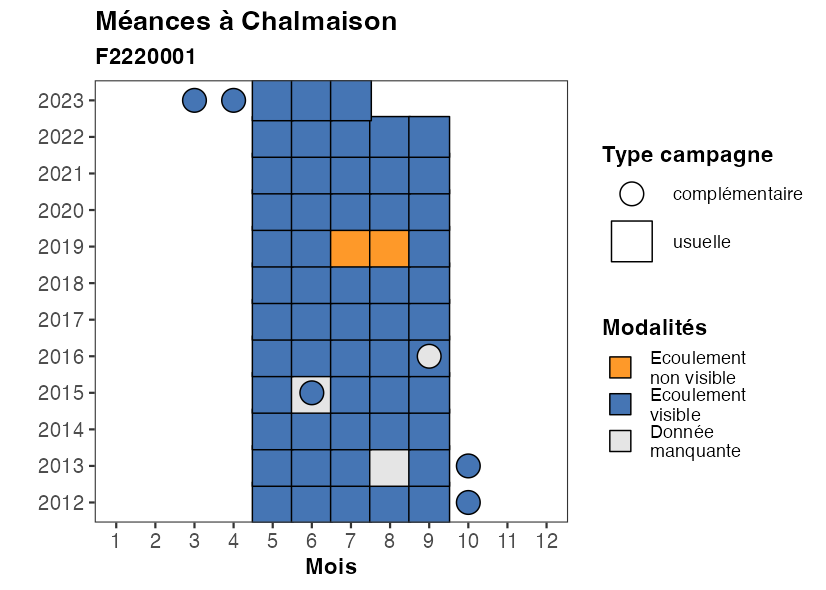 Méances à Chalmaison
F2220001
2023
2022
2021
2020
2019
2018
2017
2016
2015
2014
2013
2012
1 2 3 4 5 6 7 8 9 10 11 12
Mois
Type campagne
complémentaire
usuelle
Modalités
Ecoulement
non visible
Ecoulement
visible
Donnée
manquante